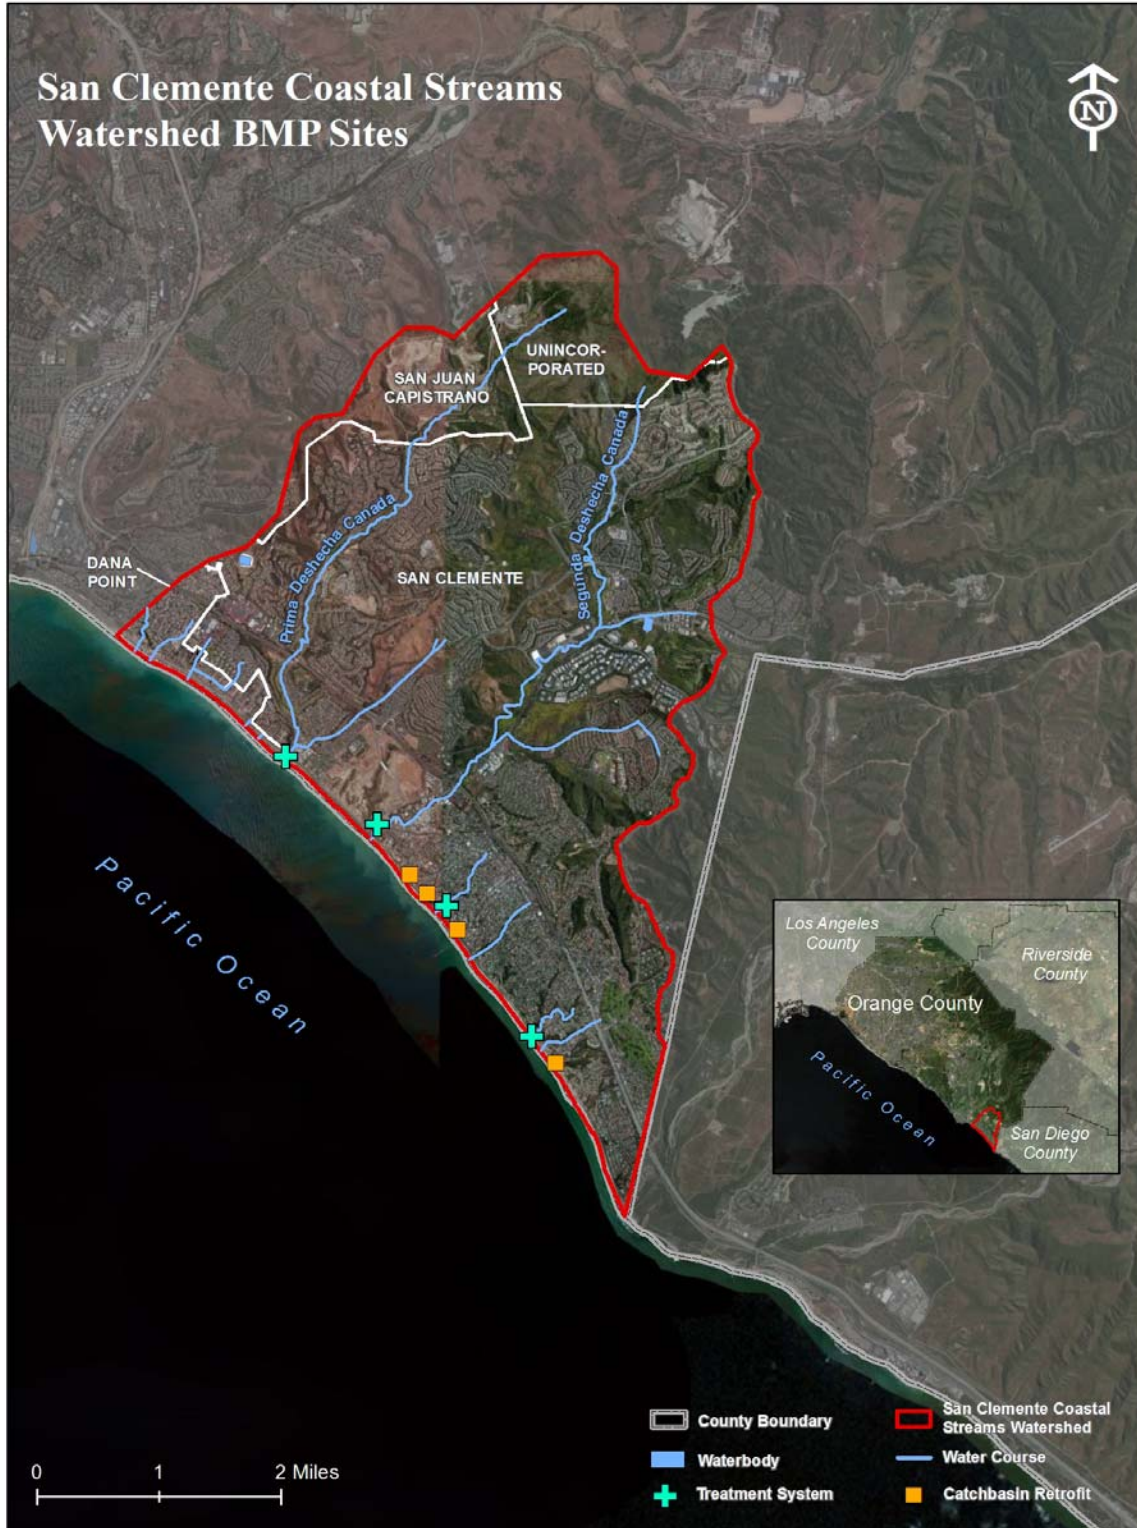 San Clemente Coastal Streams
Watershed BMP Sites
N
UNINCOR-
PORATED
SAN JUAN
CAPISTRANO
Prima Deshecha Canada
Segunda Deshecha Canada
DANA
POINT
SAN CLEMENTE
Pacific Ocean
Los Angeles
County
Riverside
County
Orange County
Pacific Ocean
San Diego
County
0 1 2 Miles
County Boundary
San Clemente Coastal
Streams Watershed
Waterbody
Water Course
Treatment System
Catchbasin Retrofit